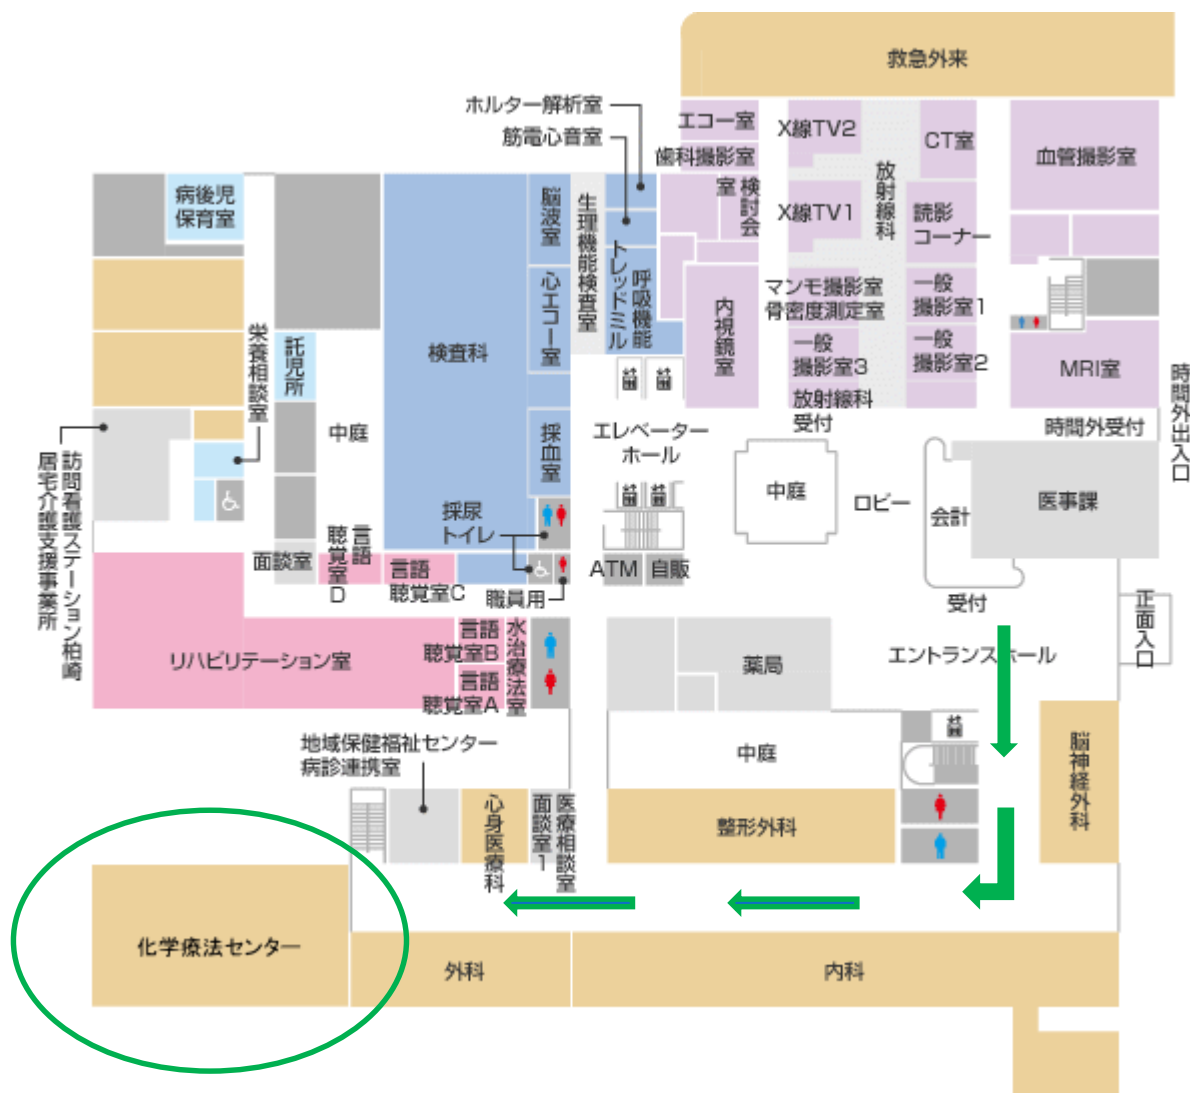 救急外来
ホルター解析室
筋電心音室
エコー室
歯科撮影室
検討会
室
X線TV2
X線TV1
放射線科
CT室
読影
コーナー
血管撮影室
病後児
保育室
脳波室
生理機能検査室
心エコー室
トレッドミル
呼吸機能
内視鏡室
マンモ撮影室
骨密度測定室
一般
撮影室1
一般
撮影室2
一般
撮影室3
放射線科
受付
MRI室
時間外受付
時間外出入口
検査科
栄養相談室
託児所
中庭
採血室
エレベーター
ホール
中庭
ロビー
会計
医事課
訪問看護ステーション柏崎
居宅介護支援事業所
採尿
トイレ
面談室
言語
聴覚室D
言語
聴覚室C
職員用
ATM
自販
受付
正面入口
リハビリテーション室
言語
聴覚室B
言語
聴覚室A
水治療法室
薬局
エントランスホール
地域保健福祉センター
病診連携室
中庭
脳神経外科
心身医療科
医療相談室
面談室1
整形外科
化学療法センター
外科
内科